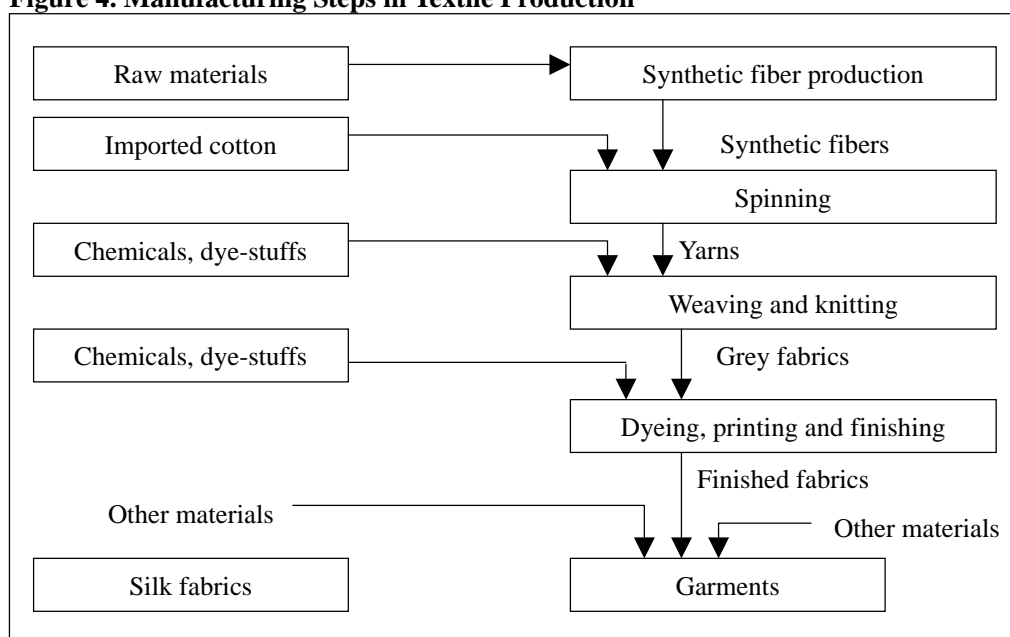 Figure 4. Manufacturing Steps in Textile Production
Raw materials
Synthetic fiber production
Imported cotton
Synthetic fibers
Spinning
Chemicals, dye-stuffs
Yarns
Weaving and knitting
Chemicals, dye-stuffs
Grey fabrics
Dyeing, printing and finishing
Finished fabrics
Other materials
Other materials
Silk fabrics
Garments